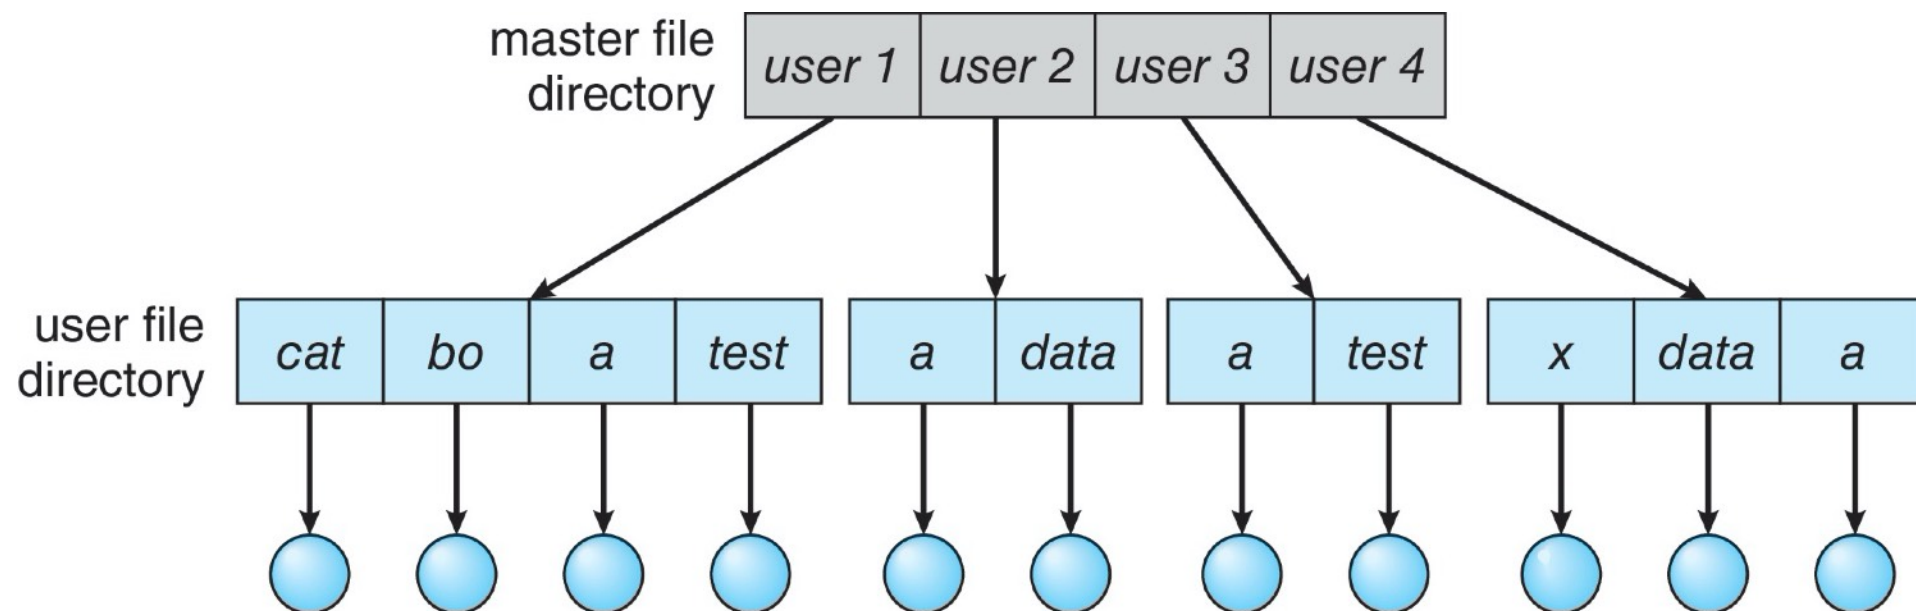 master file
directory
user 1 user 2 user 3 user 4
user file
directory
cat bo a test a data a test x data a